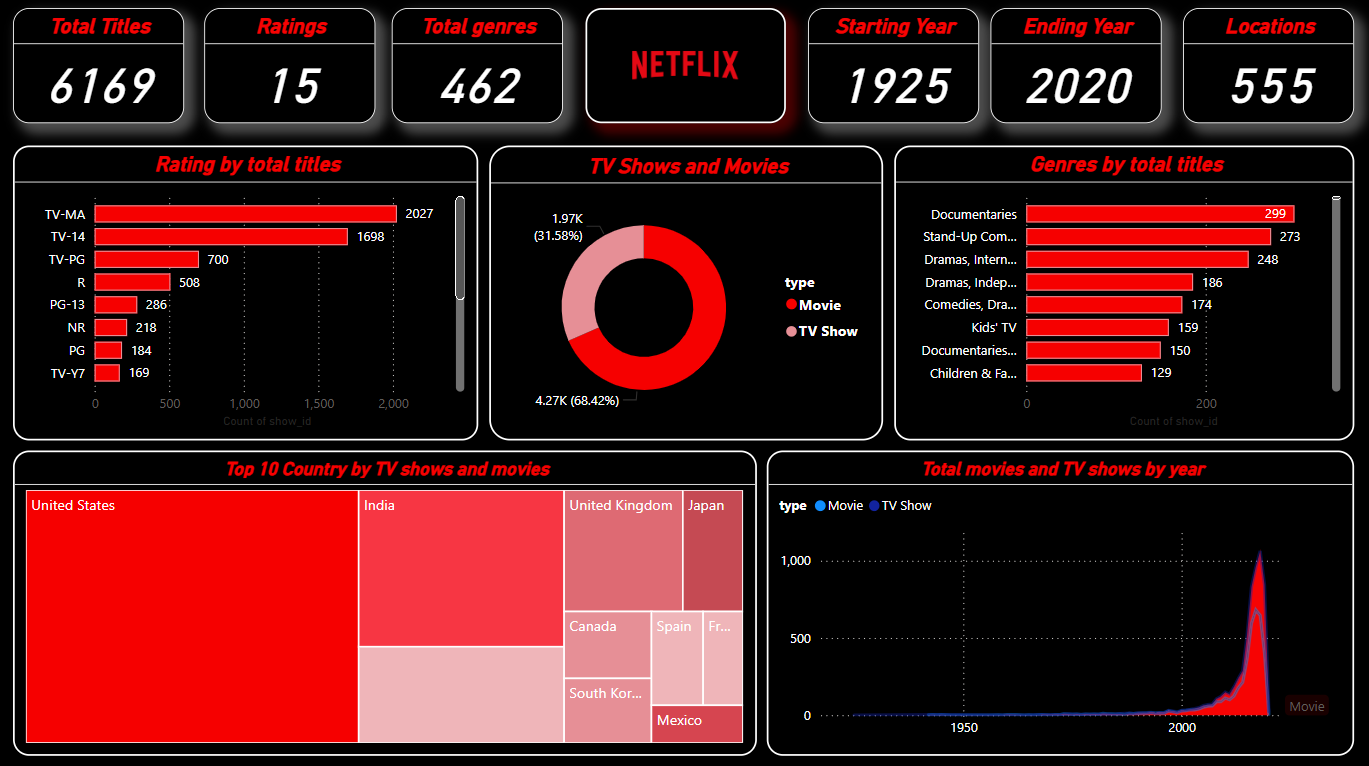 Total Titles
6169
Ratings
15
Total genres
462
NETFLIX
Starting Year
1925
Ending Year
2020
Locations
555
Rating by total titles
TV-MA 2027
TV-14 1698
TV-PG 700
R 508
PG-13 286
NR 218
PG 184
TV-Y7 169
0 500 1,000 1,500 2,000
Count of show_id
TV Shows and Movies
1.97K
(31.58%)
4.27K (68.42%)
type
Movie
TV Show
Genres by total titles
Documentaries 299
Stand-Up Com... 273
Dramas, Intern... 248
Dramas, Indep... 186
Comedies, Dra... 174
Kids' TV 159
Documentaries... 150
Children & Fa... 129
0 200
Count of show_id
Top 10 Country by TV shows and movies
United States
India
United Kingdom
Japan
Canada
Spain
Fr...
South Kor...
Mexico
Total movies and TV shows by year
type Movie TV Show
1,000
500
0
Movie
1950 2000